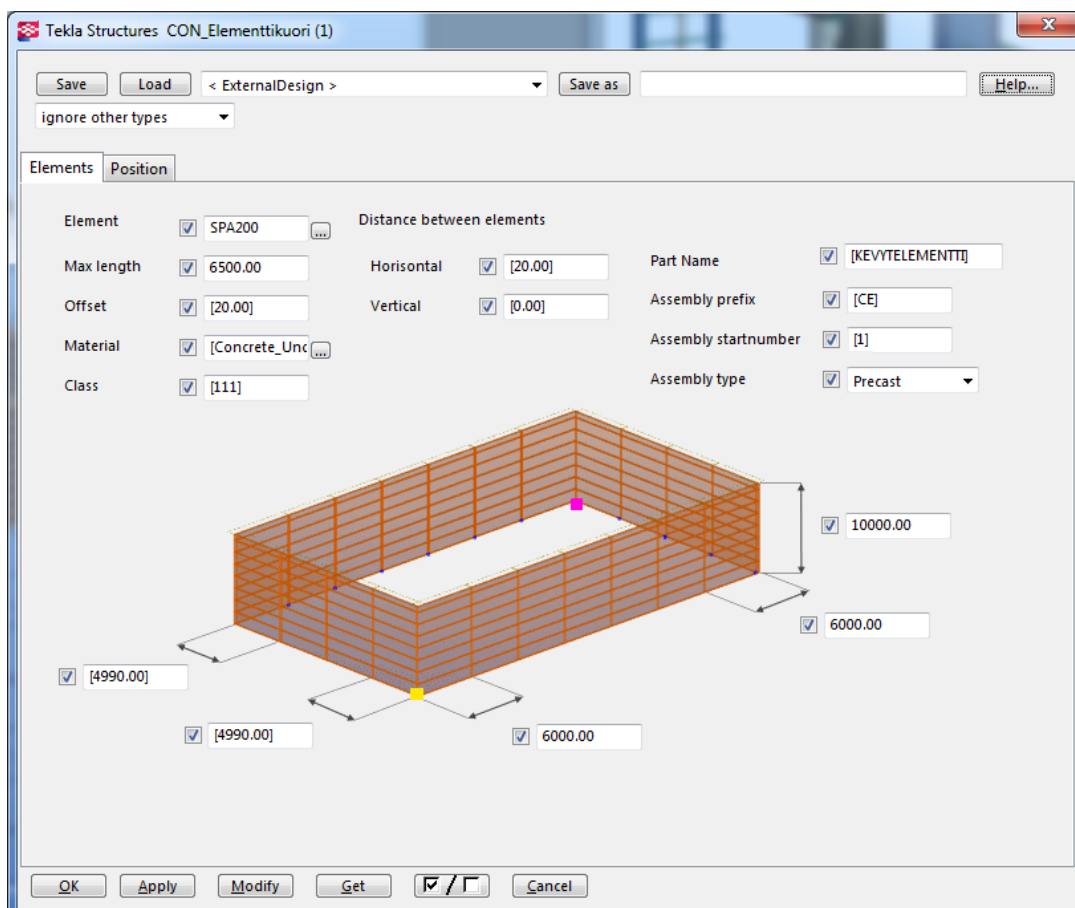 Tekla Structures CON_Elementtikuori (1)
Save Load < ExternalDesign > Save as Help...
ignore other types
Elements Position
Element SPA200 ... Distance between elements
Max length 6500.00 Horisontal [20.00] Part Name [KEVYTELEMENTTI]
Offset [20.00] Vertical [0.00] Assembly prefix [CE]
Material [Concrete_Unc ... Assembly startnumber [1]
Class [111] Assembly type Precast
10000.00
6000.00
[4990.00]
[4990.00] 6000.00
OK Apply Modify Get / Cancel